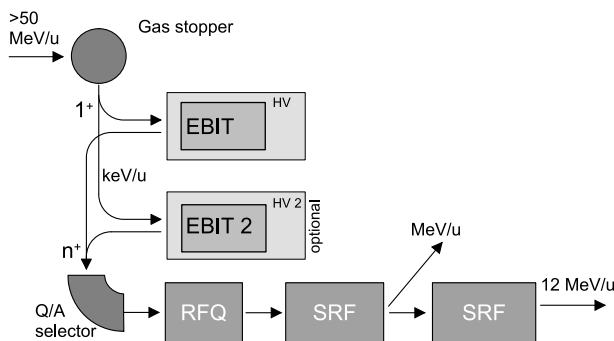 >50
MeV/u
Gas stopper
1+
HV
EBIT
keV/u
HV 2
EBIT 2
optional
n+
MeV/u
Q/A
selector
RFQ
SRF
SRF
12 MeV/u